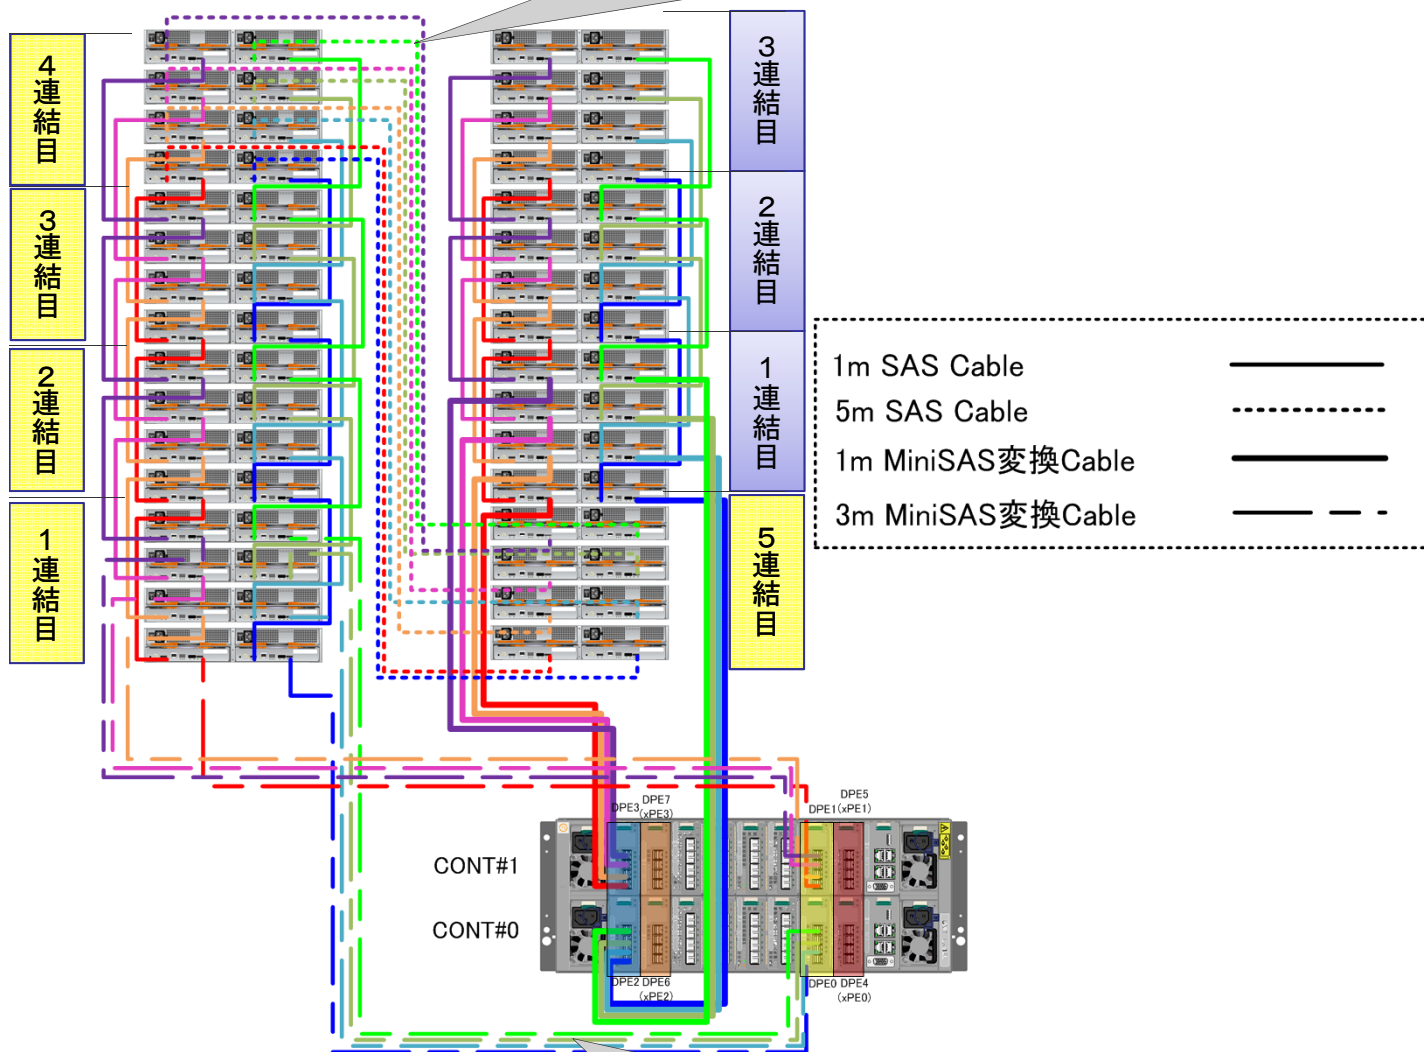 4連結目
3連結目
2連結目
1連結目
3連結目
2連結目
1連結目
5連結目
1m SAS Cable
5m SAS Cable
1m MiniSAS変換Cable
3m MiniSAS変換Cable
DPE3
DPE7
(xPE3)
DPE1
DPE5
(xPE1)
CONT#1
CONT#0
DPE2
DPE6
(xPE2)
DPE0
DPE4
(xPE0)